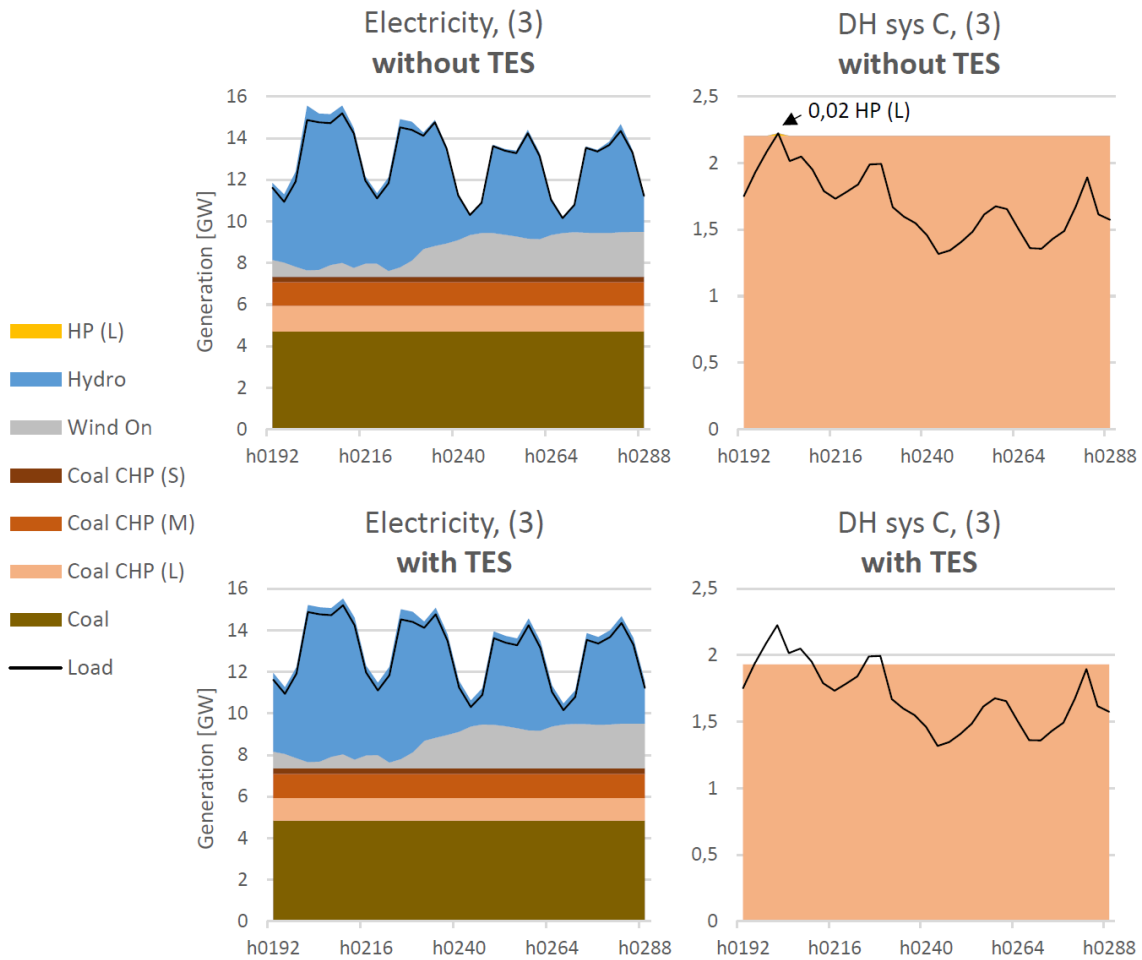 Electricity, (3)
without TES
DH sys C, (3)
without TES
Generation [GW]
16
14
12
10
8
6
4
2
0
h0192
h0216
h0240
h0264
h0288
2,5
2
1,5
1
0,5
0
0,02 HP (L)
h0192
h0216
h0240
h0264
h0288
HP (L)
Hydro
Wind On
Coal CHP (S)
Coal CHP (M)
Coal CHP (L)
Coal
Load
Electricity, (3)
with TES
DH sys C, (3)
with TES
Generation [GW]
16
14
12
10
8
6
4
2
0
h0192
h0216
h0240
h0264
h0288
2,5
2
1,5
1
0,5
0
h0192
h0216
h0240
h0264
h0288